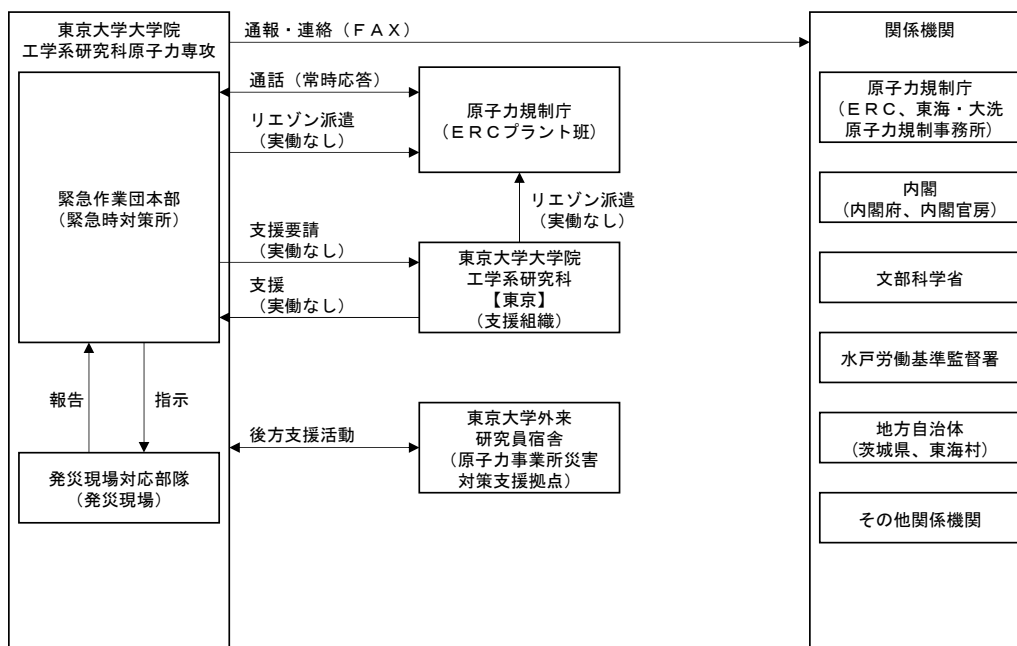 東京大学大学院
工学系研究科原子力専攻
緊急作業団本部
（緊急時対策所）
報告
指示
発災現場対応部隊
（発災現場）
通報・連絡（ＦＡＸ）
通話（常時応答）
リエゾン派遣
（実働なし）
原子力規制庁
（ＥＲＣプラント班）
リエゾン派遣
（実働なし）
支援要請
（実働なし）
支援
（実働なし）
東京大学大学院
工学系研究科
【東京】
（支援組織）
後方支援活動
東京大学外来
研究員宿舎
（原子力事業所災害
対策支援拠点）
関係機関
原子力規制庁
（ＥＲＣ、東海・大洗
原子力規制事務所）
内閣
（内閣府、内閣官房）
文部科学省
水戸労働基準監督署
地方自治体
（茨城県、東海村）
その他関係機関